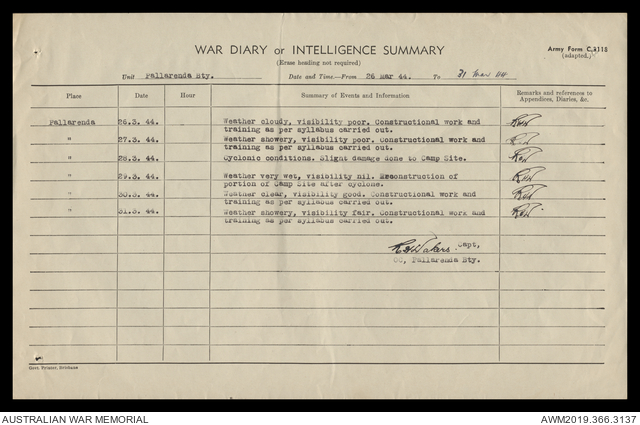 WAR DIARY or INTELLIGENCE SUMMARY
(Erase heading not required)
Army Form C.2118
(adapted.)
Unit Pallarenda Bty. Date and Time—From 26 Mar 44. To 31 Mar 44
Place Date Hour Summary of Events and Information Remarks and references to
Appendices, Diaries, &c.
Pallarenda 26.3. 44. Weather cloudy, visibility poor. Constructional work and
training as per syllabus carried out.
" 27.3. 44. Weather showery, visibility poor. Constructional work and
training as per syllabus carried out.
" 28.3. 44. Cyclonic conditions. Slight damage done to Camp Site.
" 29.3. 44. Weather very wet, visibility nil. Reconstruction of
portion of Camp Site after cyclone.
" 30.3. 44. Weather clear, visibility good. Constructional work and
training as per syllabus carried out.
" 31.3. 44. Weather showery, visibility fair. Constructional work and
training as per syllabus carried out.
Capt,
OC, Pallarenda Bty.
Govt. Printer, Brisbane
AUSTRALIAN WAR MEMORIAL AWM2019.366.3137